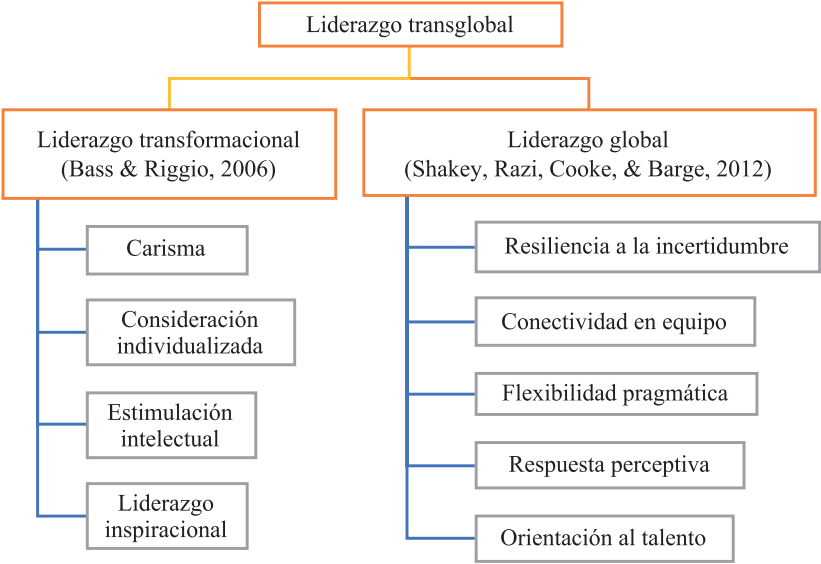 Liderazgo transglobal
Liderazgo transformacional
(Bass & Riggio, 2006)
Carisma
Consideración
individualizada
Estimulación
intelectual
Liderazgo
inspiracional
Liderazgo global
(Shakey, Razi, Cooke, & Barge, 2012)
Resiliencia a la incertidumbre
Conectividad en equipo
Flexibilidad pragmática
Respuesta perceptiva
Orientación al talento